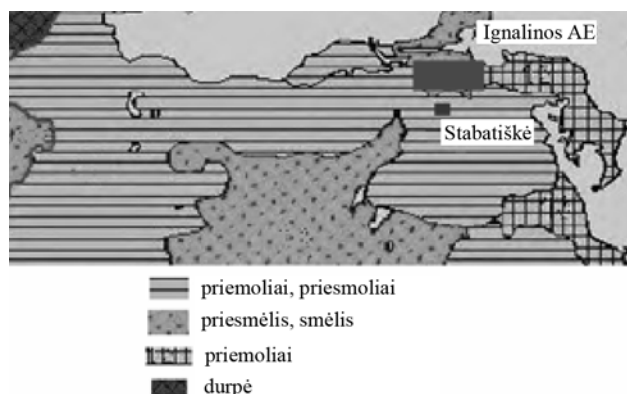 Ignalinos AE
Stabatiškė
priemoliai, priesmoliai
priesmėlis, smėlis
priemoliai
durpė